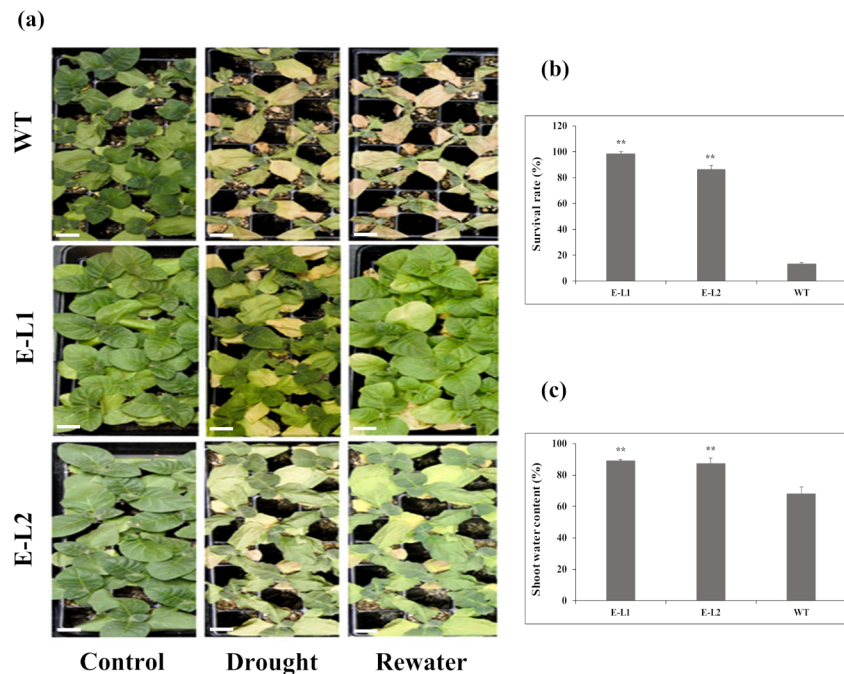 (a)
WT
E-L1
E-L2
Control Drought Rewater
(b)
Survival rate (%)
120
100
80
60
40
20
0
**
**
E-L1 E-L2 WT
(c)
Shoot water content (%)
100
80
60
40
20
0
**
**
E-L1 E-L2 WT